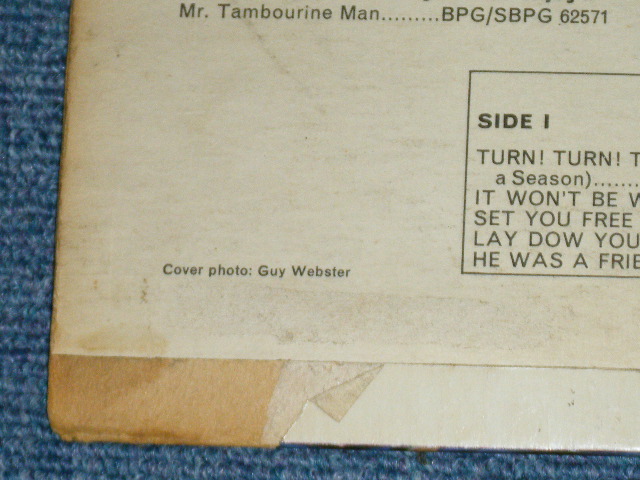 Mr. Tambourine Man.........BPG/SBPG 62571
SIDE I
TURN! TURN! T
a Season)......
IT WON'T BE W
SET YOU FREE
LAY DOW YOU
HE WAS A FRIE
Cover photo: Guy Webster